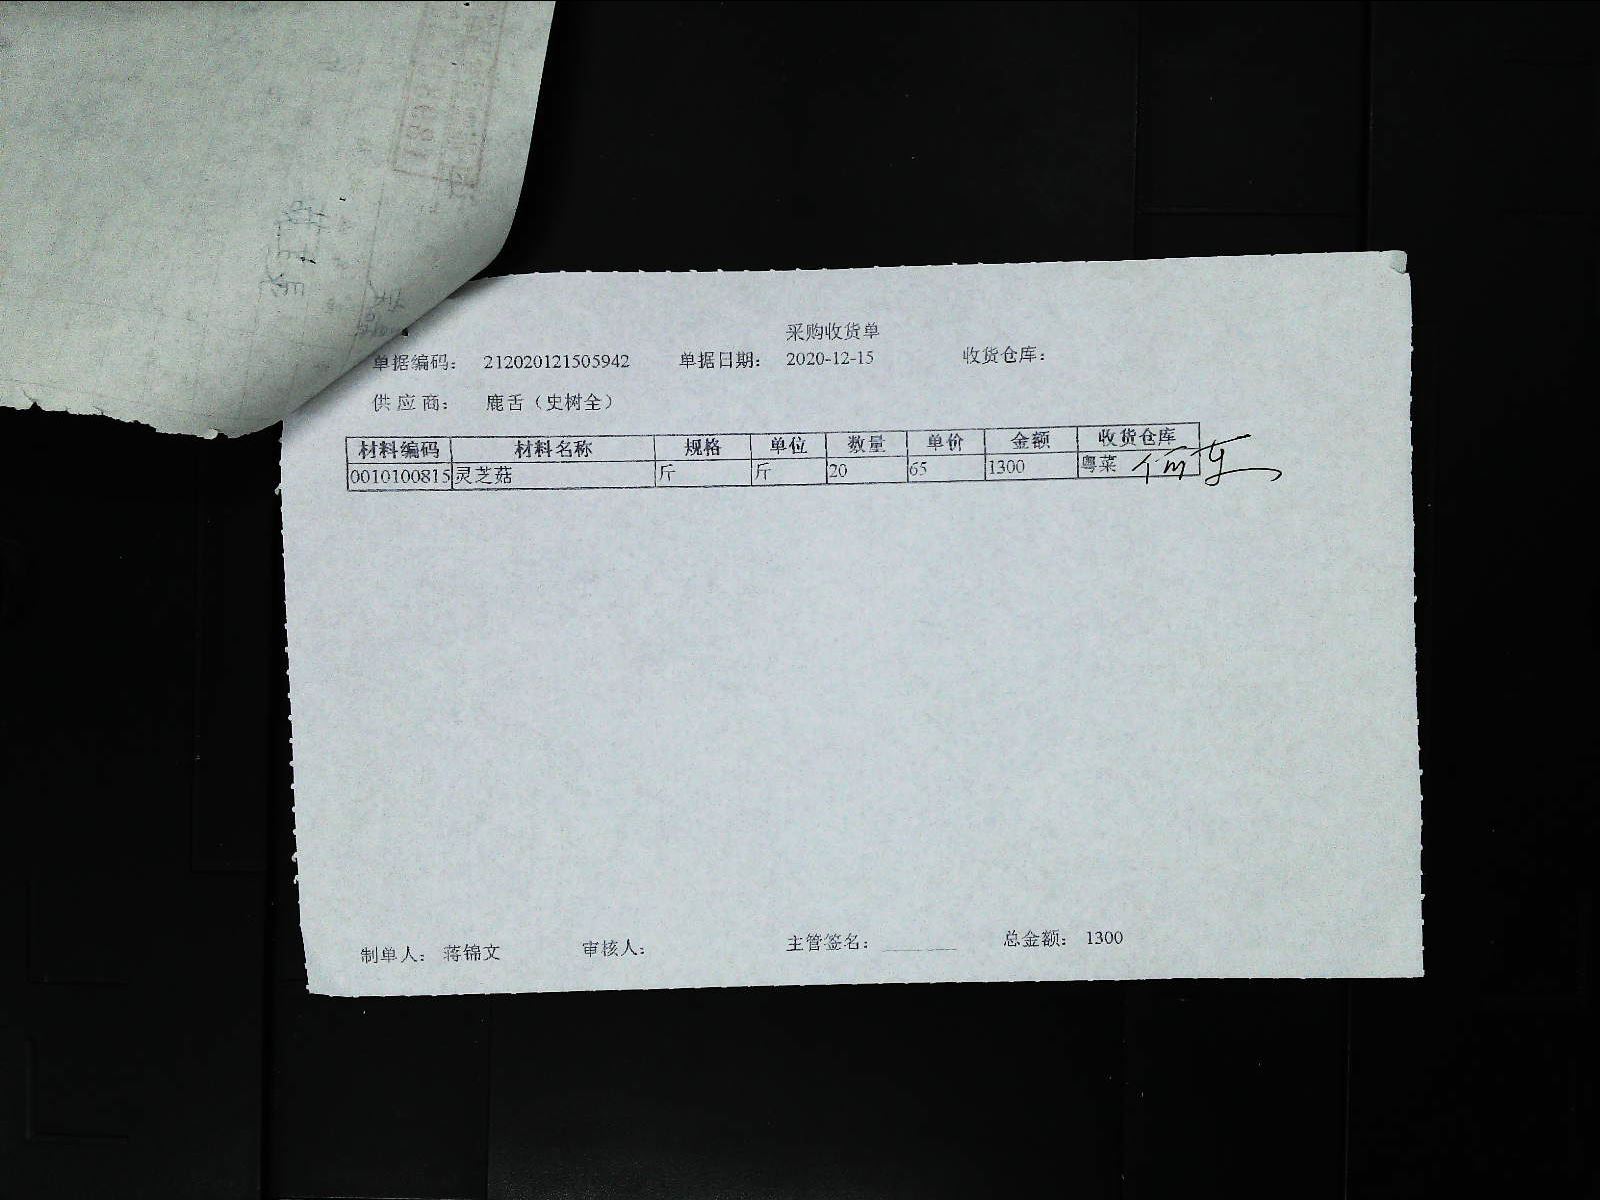 采购收货单
单据编码： 212020121505942 单据日期： 2020-12-15 收货仓库：
供应商： 鹿舌（史树全）
材料编码 材料名称 规格 单位 数量 单价 金额 收货仓库
0010100815 灵芝菇 斤 斤 20 65 1300 粤菜
制单人： 蒋锦文 审核人： 主管签名： 总金额： 1300